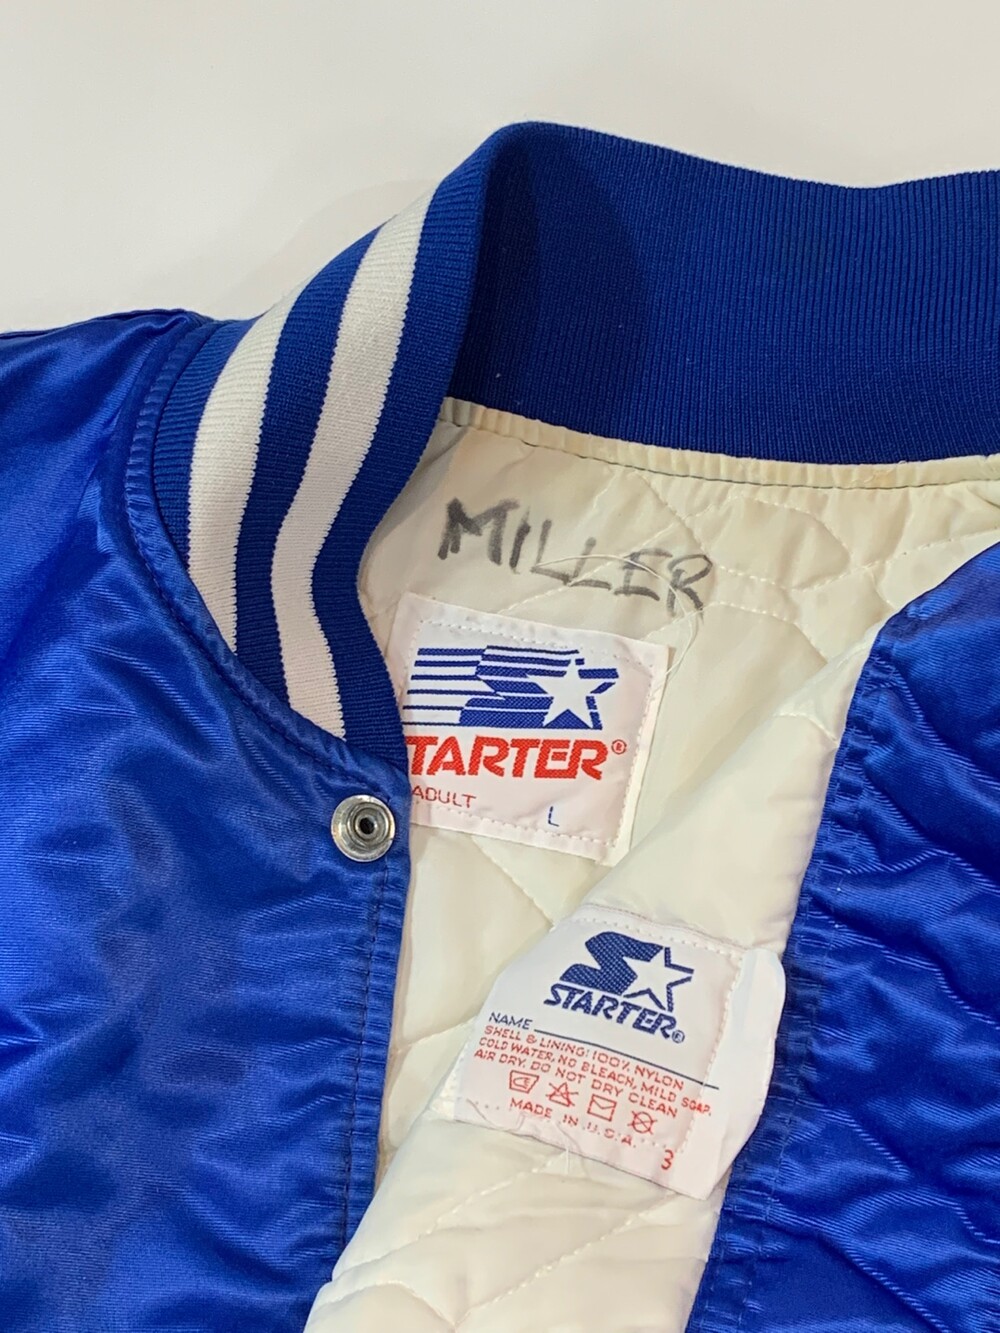 MILLER
STARTER®
ADULT
L
STARTER®
NAME
SHELL & LINING: 100% NYLON
COLD WATER, NO BLEACH, MILD SOAP,
AIR DRY. DO NOT DRY CLEAN
MADE IN U.S.A.
3